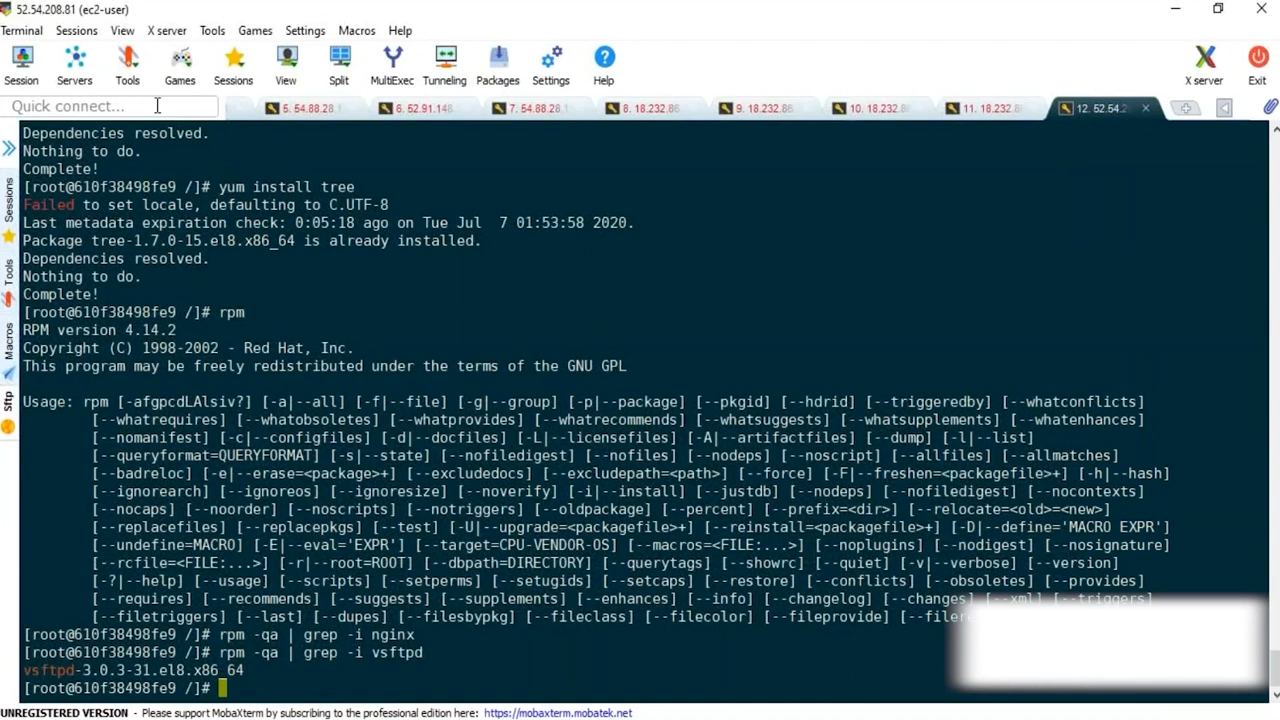 52.54.208.81 (ec2-user)
Terminal Sessions View X server Tools Games Settings Macros Help
Session Servers Tools Games Sessions View Split MultiExec Tunneling Packages Settings Help X server Exit
Quick connect... 5. 54.88.28.1 6. 52.91.148 7. 54.88.28.1 8. 18.232.86 9. 18.232.86 10. 18.232.8 11. 18.232.8 12. 52.54.2
Sessions
Tools
Macros
Sftp
Dependencies resolved.
Nothing to do.
Complete!
[root@610f38498fe9 /]# yum install tree
Failed to set locale, defaulting to C.UTF-8
Last metadata expiration check: 0:05:18 ago on Tue Jul  7 01:53:58 2020.
Package tree-1.7.0-15.el8.x86_64 is already installed.
Dependencies resolved.
Nothing to do.
Complete!
[root@610f38498fe9 /]# rpm
RPM version 4.14.2
Copyright (C) 1998-2002 - Red Hat, Inc.
This program may be freely redistributed under the terms of the GNU GPL
Usage: rpm [-afgpcdLAlsiv?] [-a|--all] [-f|--file] [-g|--group] [-p|--package] [--pkgid] [--hdrid] [--triggeredby] [--whatconflicts]
[--whatrequires] [--whatobsoletes] [--whatprovides] [--whatrecommends] [--whatsuggests] [--whatsupplements] [--whatenhances]
[--nomanifest] [-c|--configfiles] [-d|--docfiles] [-L|--licensefiles] [-A|--artifactfiles] [--dump] [-l|--list]
[--queryformat=QUERYFORMAT] [-s|--state] [--nofiledigest] [--nofiles] [--nodeps] [--noscript] [--allfiles] [--allmatches]
[--badreloc] [-e|--erase=<package>+] [--excludedocs] [--excludepath=<path>] [--force] [-F|--freshen=<packagefile>+] [-h|--hash]
[--ignorearch] [--ignoreos] [--ignoresize] [--noverify] [-i|--install] [--justdb] [--nodeps] [--nofiledigest] [--nocontexts]
[--nocaps] [--noorder] [--noscripts] [--notriggers] [--oldpackage] [--percent] [--prefix=<dir>] [--relocate=<old>=<new>]
[--replacefiles] [--replacepkgs] [--test] [-U|--upgrade=<packagefile>+] [--reinstall=<packagefile>+] [-D|--define='MACRO EXPR']
[--undefine=MACRO] [-E|--eval='EXPR'] [--target=CPU-VENDOR-OS] [--macros=<FILE:...>] [--noplugins] [--nodigest] [--nosignature]
[--rcfile=<FILE:...>] [-r|--root=ROOT] [--dbpath=DIRECTORY] [--querytags] [--showrc] [--quiet] [-v|--verbose] [--version]
[-?|--help] [--usage] [--scripts] [--setperms] [--setugids] [--setcaps] [--restore] [--conflicts] [--obsoletes] [--provides]
[--requires] [--recommends] [--suggests] [--supplements] [--enhances] [--info] [--changelog] [--changes] [--xml] [--triggers]
[--filetriggers] [--last] [--dupes] [--filesbypkg] [--fileclass] [--filecolor] [--fileprovide] [--filere
[root@610f38498fe9 /]# rpm -qa | grep -i nginx
[root@610f38498fe9 /]# rpm -qa | grep -i vsftpd
vsftpd-3.0.3-31.el8.x86_64
[root@610f38498fe9 /]#
UNREGISTERED VERSION - Please support MobaXterm by subscribing to the professional edition here: https://mobaxterm.mobatek.net